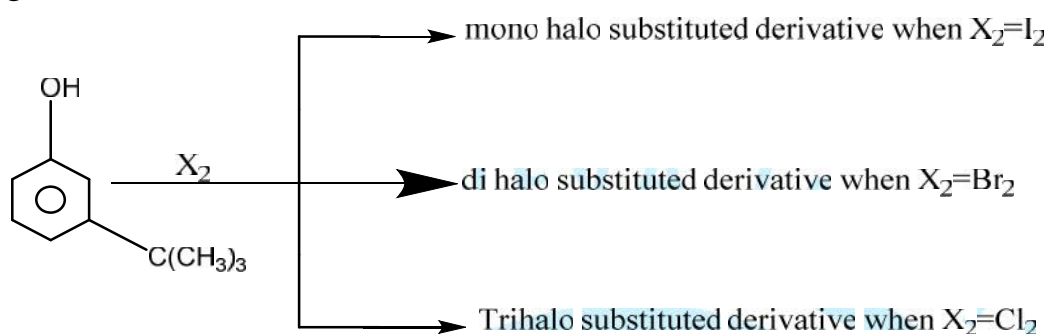 mono halo substituted derivative when X₂=I₂
OH
X₂
di halo substituted derivative when X₂=Br₂
C(CH₃)₃
Trihalo substituted derivative when X₂=Cl₂